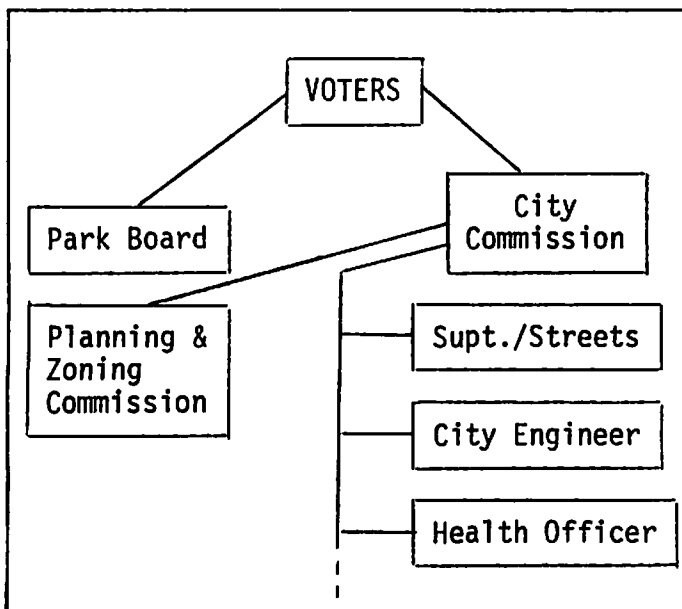 VOTERS
Park Board
City
Commission
Planning &
Zoning
Commission
Supt./Streets
City Engineer
Health Officer